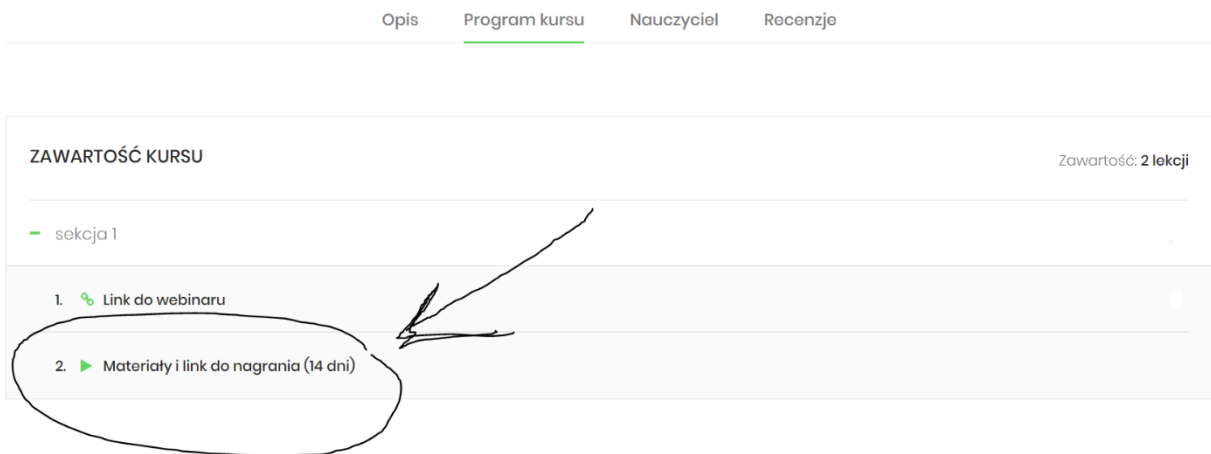 Opis Program kursu Nauczyciel Recenzje
ZAWARTOŚĆ KURSU
Zawartość: 2 lekcji
sekcja 1
1. Link do webinaru
2. Materiały i link do nagrania (14 dni)